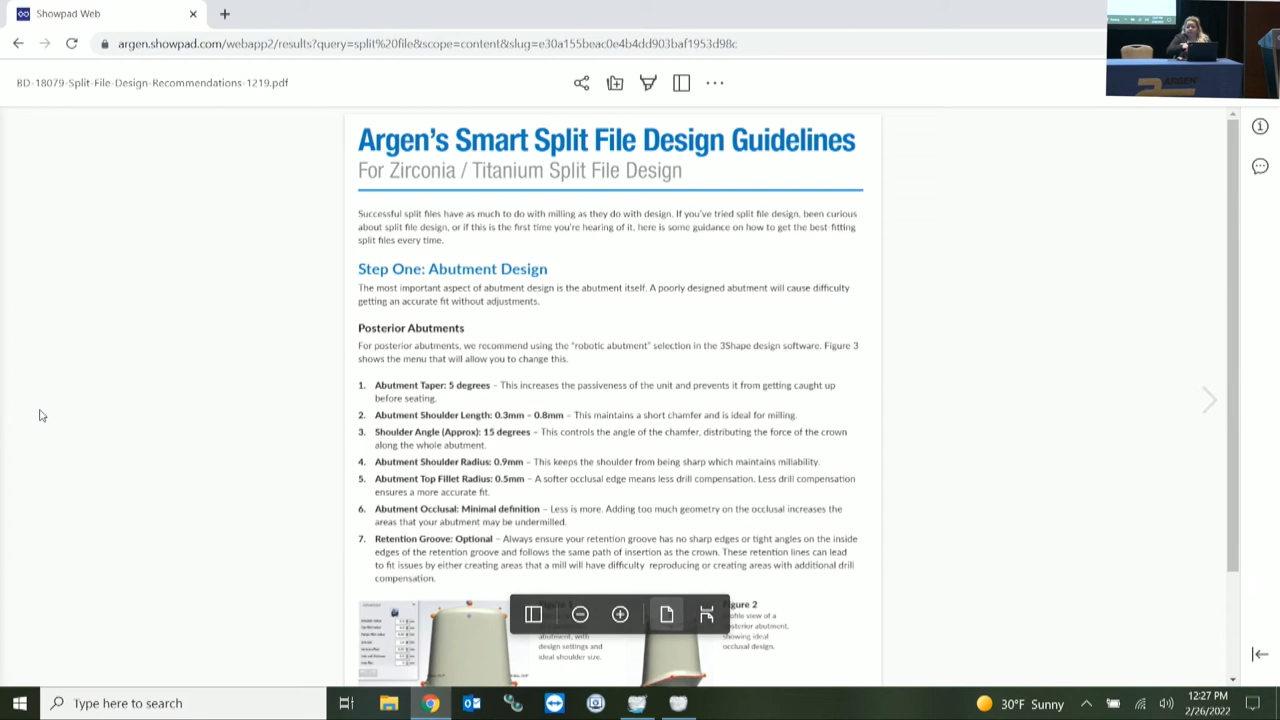 Showpad Web
argen.showpad.com/webapp2/results?query=split%20file&scope=content&slug=e30a155beac0e4b4dd903baf1953d98c
BD-18079-Split-File-Design-Recommendations-1219.pdf
ARGEN
Argen's Smart Split File Design Guidelines
For Zirconia / Titanium Split File Design
Successful split files have as much to do with milling as they do with design. If you've tried split file design, been curious
about split file design, or if this is the first time you're hearing of it, here is some guidance on how to get the best-fitting
split files every time.
Step One: Abutment Design
The most important aspect of abutment design is the abutment itself. A poorly designed abutment will cause difficulty
getting an accurate fit without adjustments.
Posterior Abutments
For posterior abutments, we recommend using the "robotic abutment" selection in the 3Shape design software. Figure 3
shows the menu that will allow you to change this.
1. Abutment Taper: 5 degrees – This increases the passiveness of the unit and prevents it from getting caught up
before seating.
2. Abutment Shoulder Length: 0.3mm – 0.8mm – This maintains a short chamfer and is ideal for milling.
3. Shoulder Angle (Approx): 15 degrees – This controls the angle of the chamfer, distributing the force of the crown
along the whole abutment.
4. Abutment Shoulder Radius: 0.9mm – This keeps the shoulder from being sharp which maintains millability.
5. Abutment Top Fillet Radius: 0.5mm – A softer occlusal edge means less drill compensation. Less drill compensation
ensures a more accurate fit.
6. Abutment Occlusal: Minimal definition – Less is more. Adding too much geometry on the occlusal increases the
areas that your abutment may be undermilled.
7. Retention Groove: Optional – Always ensure your retention groove has no sharp edges or tight angles on the inside
edges of the retention groove and follows the same path of insertion as the crown. These retention lines can lead
to fit issues by either creating areas that a mill will have difficulty reproducing or creating areas with additional drill
compensation.
abutment, with
design settings and
ideal shoulder size.
gure 2
file view of a
sterior abutment,
howing ideal
occlusal design.
Type here to search
30°F Sunny
12:27 PM
2/26/2022